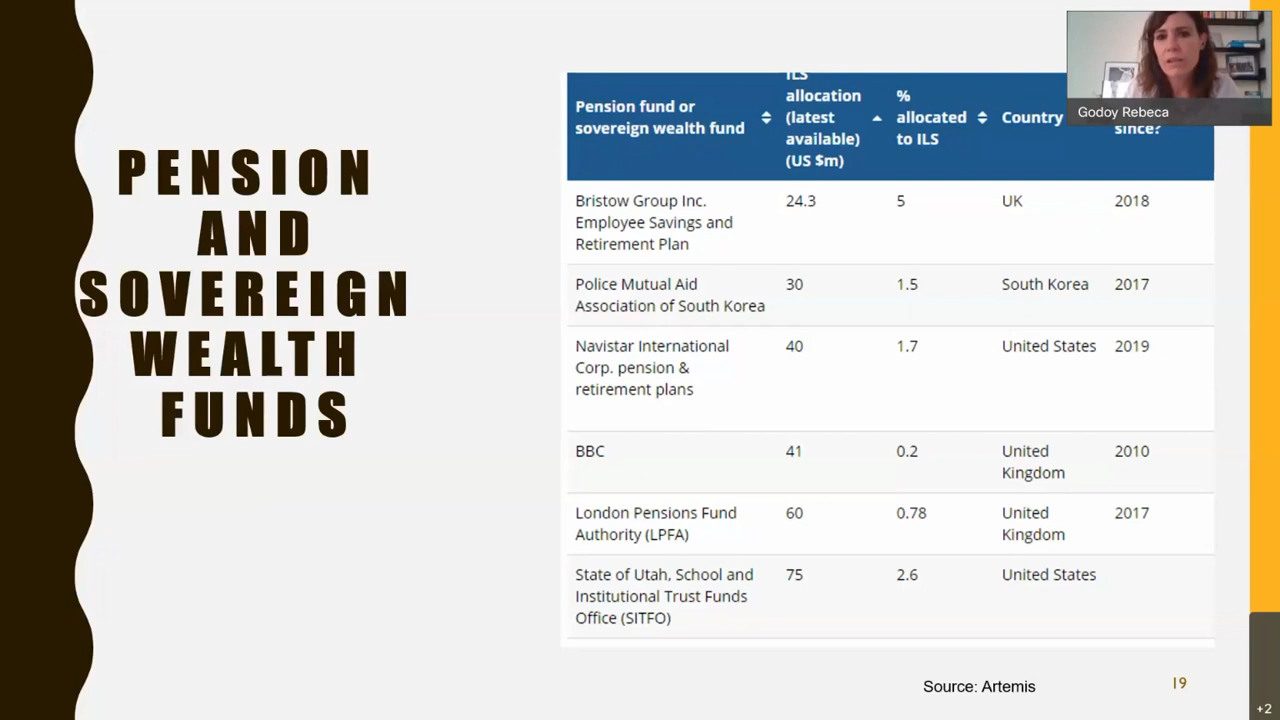 PENSION
AND
SOVEREIGN
WEALTH
FUNDS
Pension fund or
sovereign wealth fund
ILS
allocation
(latest
available)
(US $m)
%
allocated
to ILS
Country
since?
Bristow Group Inc.
Employee Savings and
Retirement Plan
24.3
5
UK
2018
Police Mutual Aid
Association of South Korea
30
1.5
South Korea
2017
Navistar International
Corp. pension &
retirement plans
40
1.7
United States
2019
BBC
41
0.2
United
Kingdom
2010
London Pensions Fund
Authority (LPFA)
60
0.78
United
Kingdom
2017
State of Utah, School and
Institutional Trust Funds
Office (SITFO)
75
2.6
United States
Source: Artemis
19
Godoy Rebeca
+2